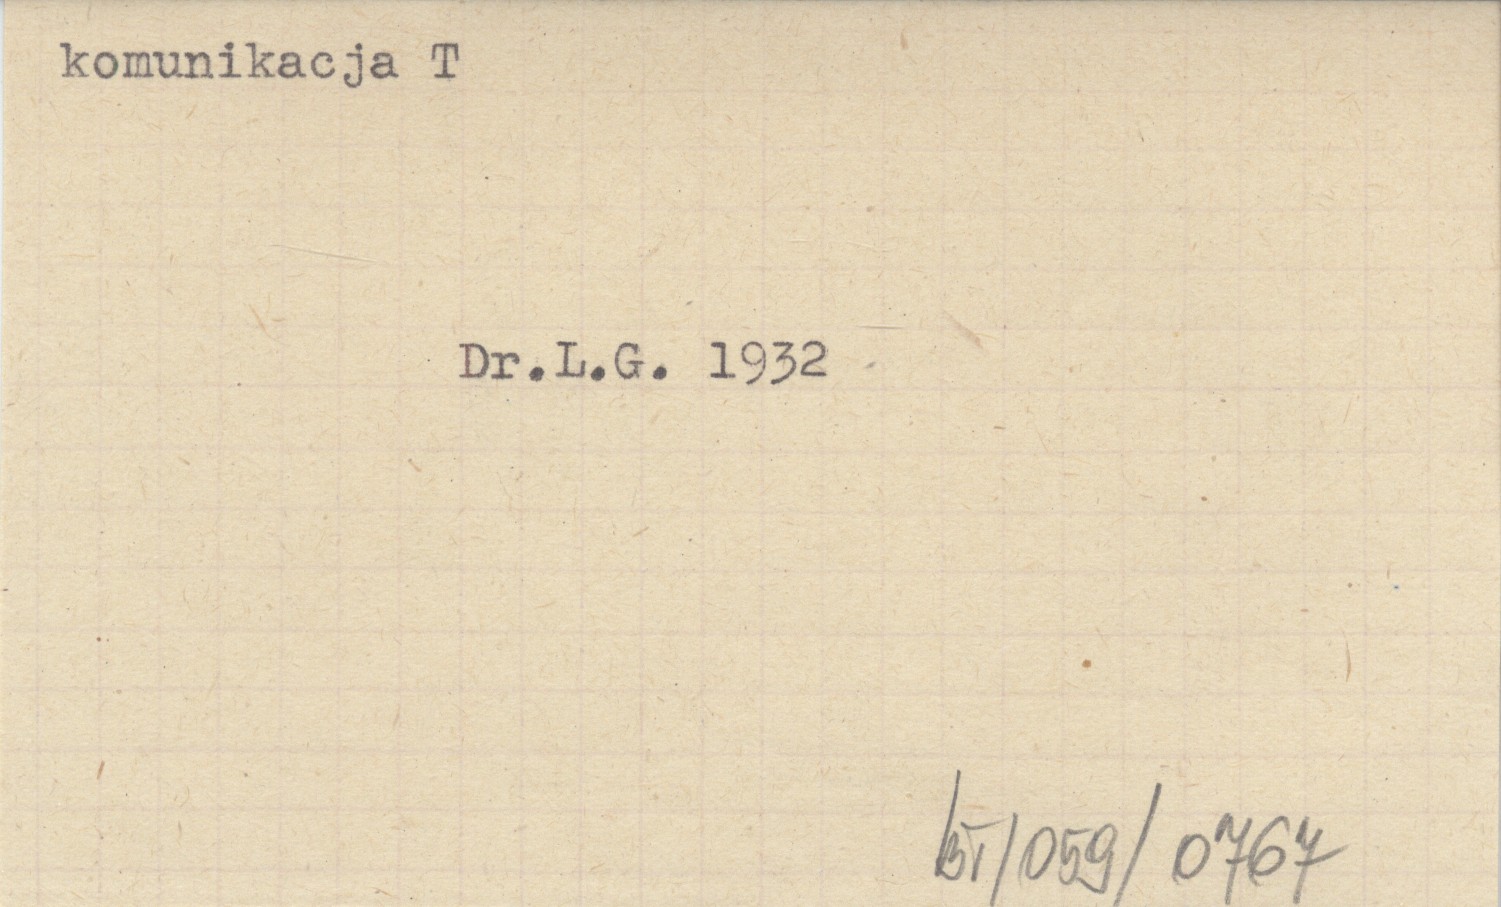 komunikacja T
Dr.L.G. 1932
BT/059/0767